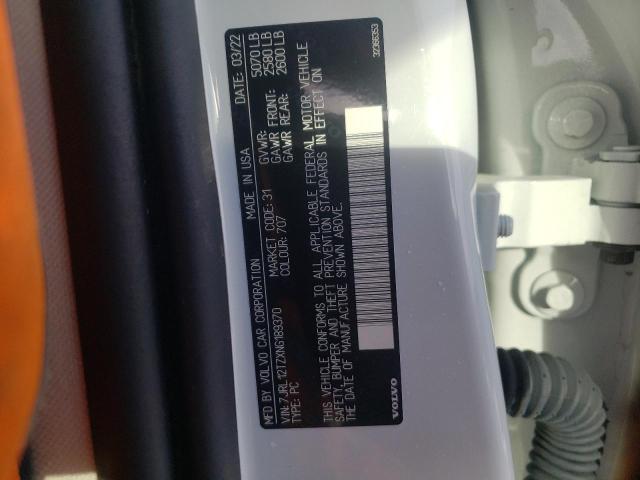 MFD BY VOLVO CAR CORPORATION MADE IN USA DATE: 03/22
VIN: 7JRL12TZXNG189370 MARKET CODE: 31 GVWR: 5070 LB
TYPE: PC COLOUR: 707 GAWR FRONT: 2580 LB
GAWR REAR: 2600 LB
THIS VEHICLE CONFORMS TO ALL APPLICABLE FEDERAL MOTOR VEHICLE
SAFETY, BUMPER AND THEFT PREVENTION STANDARDS IN EFFECT ON
THE DATE OF MANUFACTURE SHOWN ABOVE.
VOLVO 32366353